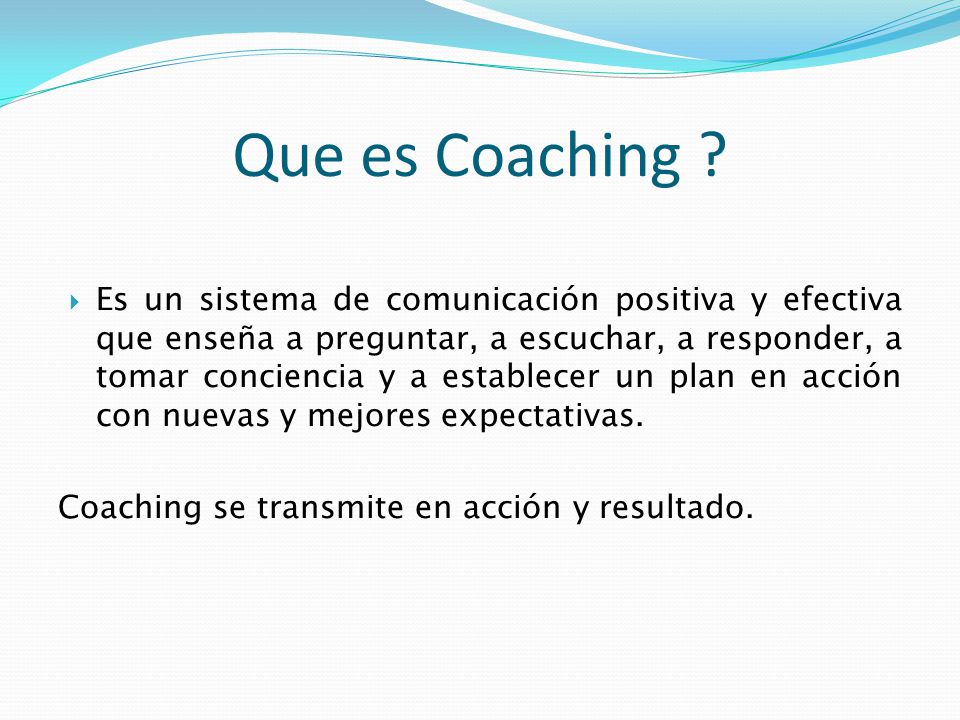 Que es Coaching ?
Es un sistema de comunicación positiva y efectiva
que enseña a preguntar, a escuchar, a responder, a
tomar conciencia y a establecer un plan en acción
con nuevas y mejores expectativas.
Coaching se transmite en acción y resultado.